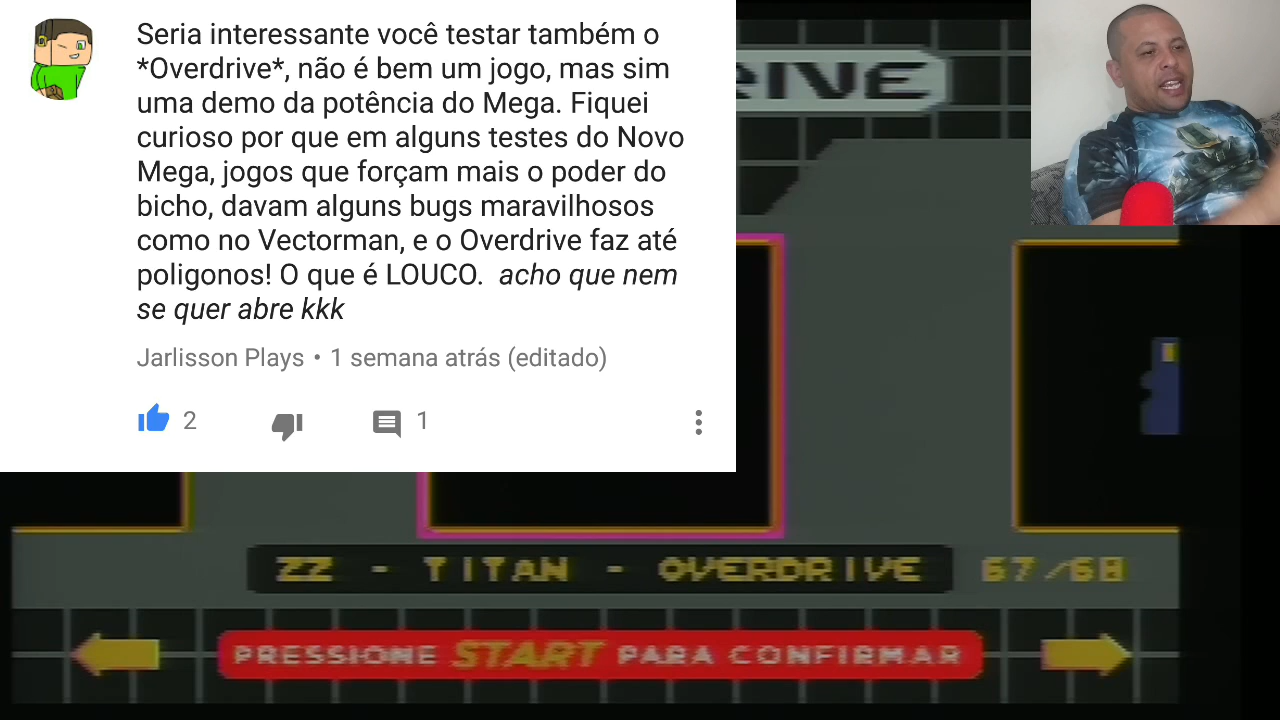 Seria interessante você testar também o
*Overdrive*, não é bem um jogo, mas sim
uma demo da potência do Mega. Fiquei
curioso por que em alguns testes do Novo
Mega, jogos que forçam mais o poder do
bicho, davam alguns bugs maravilhosos
como no Vectorman, e o Overdrive faz até
poligonos! O que é LOUCO. acho que nem
se quer abre kkk
Jarlisson Plays • 1 semana atrás (editado)
2
1
RIVE
ZZ - TITAN - OVERDRIVE 67/68
PRESSIONE START PARA CONFIRMAR